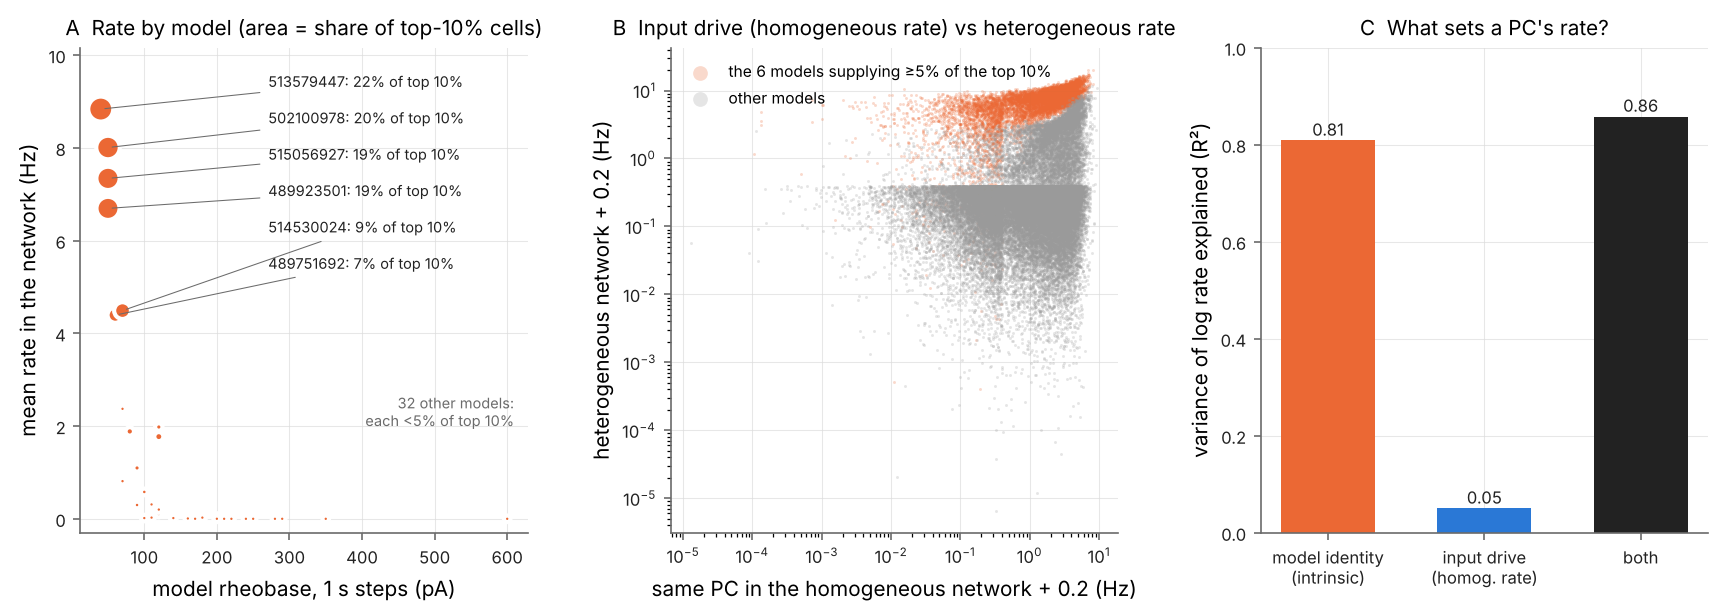 A Rate by model (area = share of top-10% cells)
mean rate in the network (Hz)
10
8
6
4
2
0
513579447: 22% of top 10%
502100978: 20% of top 10%
515056927: 19% of top 10%
489923501: 19% of top 10%
514530024: 9% of top 10%
489751692: 7% of top 10%
32 other models:
each <5% of top 10%
100 200 300 400 500 600
model rheobase, 1 s steps (pA)
B Input drive (homogeneous rate) vs heterogeneous rate
heterogeneous network + 0.2 (Hz)
10¹
10⁰
10⁻¹
10⁻²
10⁻³
10⁻⁴
10⁻⁵
the 6 models supplying ≥5% of the top 10%
other models
10⁻⁵ 10⁻⁴ 10⁻³ 10⁻² 10⁻¹ 10⁰ 10¹
same PC in the homogeneous network + 0.2 (Hz)
C What sets a PC's rate?
variance of log rate explained (R²)
1.0
0.8
0.6
0.4
0.2
0.0
0.81
0.05
0.86
model identity
(intrinsic)
input drive
(homog. rate)
both